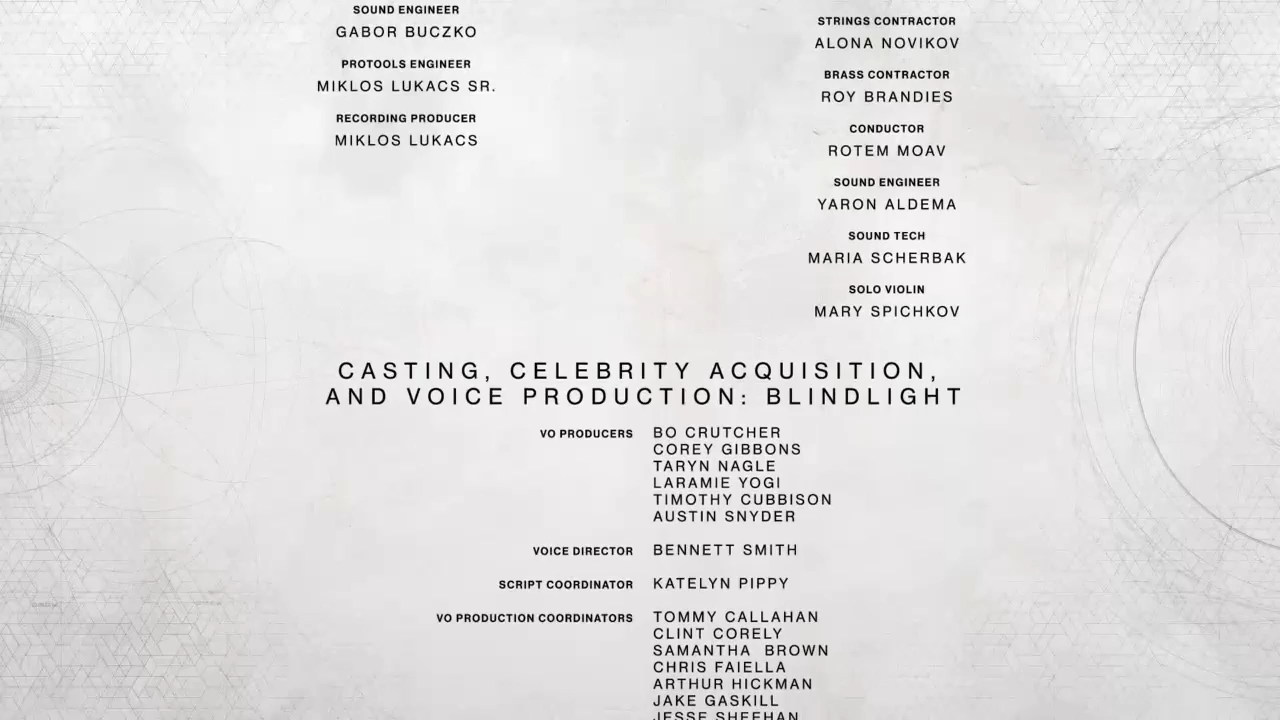 SOUND ENGINEER
GABOR BUCZKO
PROTOOLS ENGINEER
MIKLOS LUKACS SR.
RECORDING PRODUCER
MIKLOS LUKACS
STRINGS CONTRACTOR
ALONA NOVIKOV
BRASS CONTRACTOR
ROY BRANDIES
CONDUCTOR
ROTEM MOAV
SOUND ENGINEER
YARON ALDEMA
SOUND TECH
MARIA SCHERBAK
SOLO VIOLIN
MARY SPICHKOV
CASTING, CELEBRITY ACQUISITION,
AND VOICE PRODUCTION: BLINDLIGHT
VO PRODUCERS BO CRUTCHER
COREY GIBBONS
TARYN NAGLE
LARAMIE YOGI
TIMOTHY CUBBISON
AUSTIN SNYDER
VOICE DIRECTOR BENNETT SMITH
SCRIPT COORDINATOR KATELYN PIPPY
VO PRODUCTION COORDINATORS TOMMY CALLAHAN
CLINT CORELY
SAMANTHA BROWN
CHRIS FAIELLA
ARTHUR HICKMAN
JAKE GASKILL
JESSE SHEEHAN